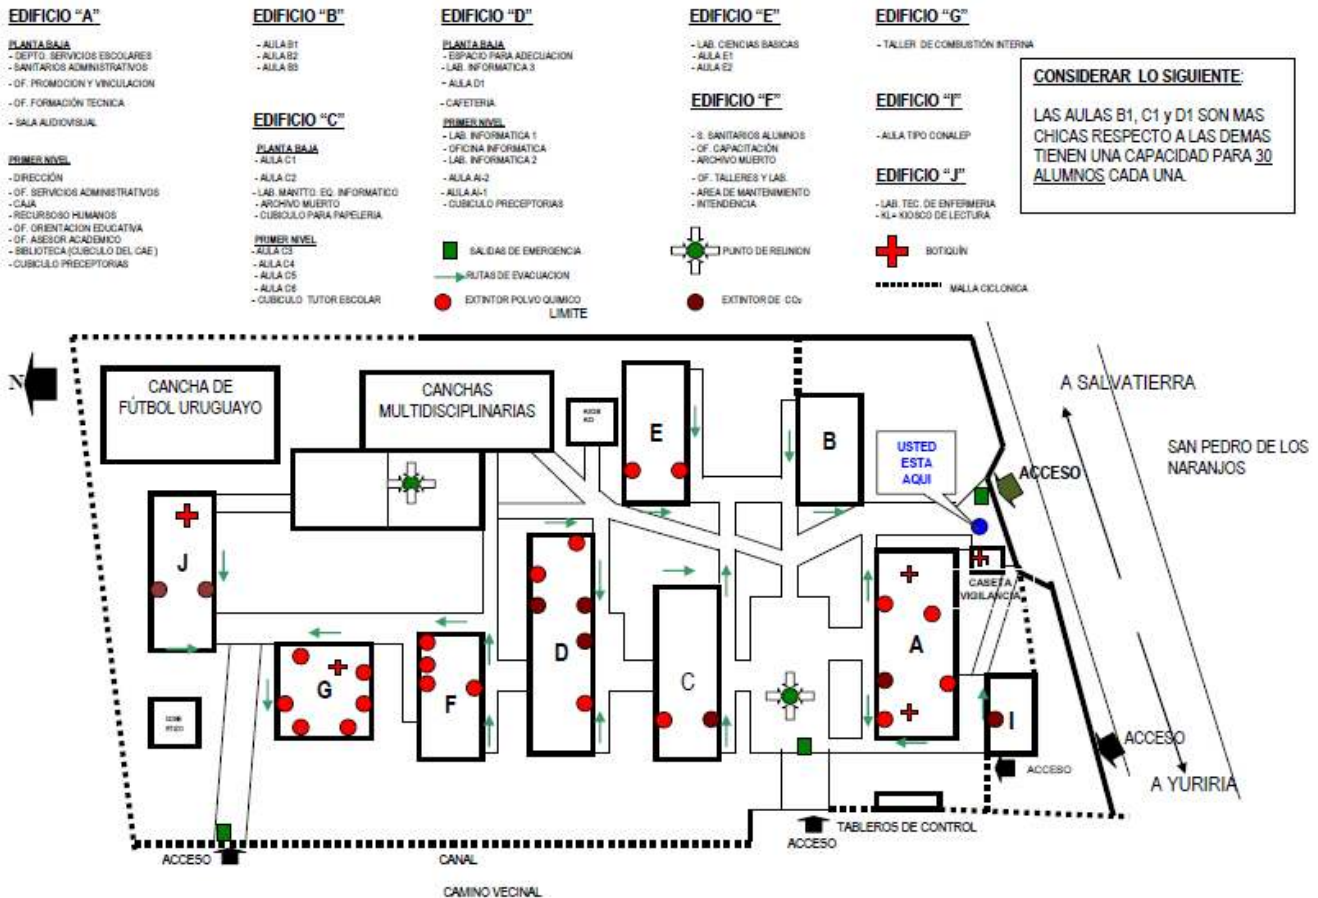 EDIFICIO “A”
PLANTA BAJA
- DEPTO. SERVICIOS ESCOLARES
- SANITARIOS ADMINISTRATIVOS
- OF. PROMOCION Y VINCULACION
- OF. FORMACIÓN TECNICA
- SALA AUDIOVISUAL
PRIMER NIVEL
- DIRECCIÓN
- OF. SERVICIOS ADMINISTRATIVOS
- CAJA
- RECURSOSO HUMANOS
- OF. ORIENTACION EDUCATIVA
- OF. ASESOR ACADEMICO
- BIBLIOTECA (CUBICULO DEL CAE )
- CUBICULO PRECEPTORIAS
EDIFICIO “B”
- AULA B1
- AULA B2
- AULA B3
EDIFICIO “C”
PLANTA BAJA
- AULA C1
- AULA C2
- LAB. MANTTO. EQ. INFORMATICO
- ARCHIVO MUERTO
- CUBICULO PARA PAPELERIA
PRIMER NIVEL
- AULA C3
- AULA C4
- AULA C5
- AULA C6
- CUBICULO TUTOR ESCOLAR
EDIFICIO “D”
PLANTA BAJA
- ESPACIO PARA ADECUACION
- LAB. INFORMATICA 3
- AULA D1
- CAFETERIA
PRIMER NIVEL
- LAB. INFORMATICA 1
- OFICINA INFORMATICA
- LAB. INFORMATICA 2
- AULA AI-2
- AULA AI-1
- CUBICULO PRECEPTORIAS
SALIDAS DE EMERGENCIA
RUTAS DE EVACUACION
EXTINTOR POLVO QUIMICO
LIMITE
EDIFICIO “E”
- LAB. CIENCIAS BASICAS
- AULA E1
- AULA E2
EDIFICIO “F”
- S. SANITARIOS ALUMNOS
- OF. CAPACITACIÓN
- ARCHIVO MUERTO
- OF. TALLERES Y LAB.
- AREA DE MANTENIMIENTO
- INTENDENCIA
PUNTO DE REUNION
EXTINTOR DE CO₂
EDIFICIO “G”
- TALLER DE COMBUSTIÓN INTERNA
EDIFICIO “I”
- AULA TIPO CONALEP
EDIFICIO “J”
- LAB. TEC. DE ENFERMERIA
- KL= KIOSCO DE LECTURA
BOTIQUÍN
MALLA CICLONICA
CONSIDERAR LO SIGUIENTE:
LAS AULAS B1, C1 y D1 SON MAS
CHICAS RESPECTO A LAS DEMAS
TIENEN UNA CAPACIDAD PARA 30
ALUMNOS CADA UNA.
N
CANCHA DE
FÚTBOL URUGUAYO
CANCHAS
MULTIDISCIPLINARIAS
E
B
USTED
ESTA
AQUI
ACCESO
A SALVATIERRA
SAN PEDRO DE LOS
NARANJOS
J
CASETA
VIGILANCIA
A
D
C
G
F
I
ACCESO
ACCESO
A YURIRIA
TABLEROS DE CONTROL
ACCESO
ACCESO
CANAL
CAMINO VECINAL